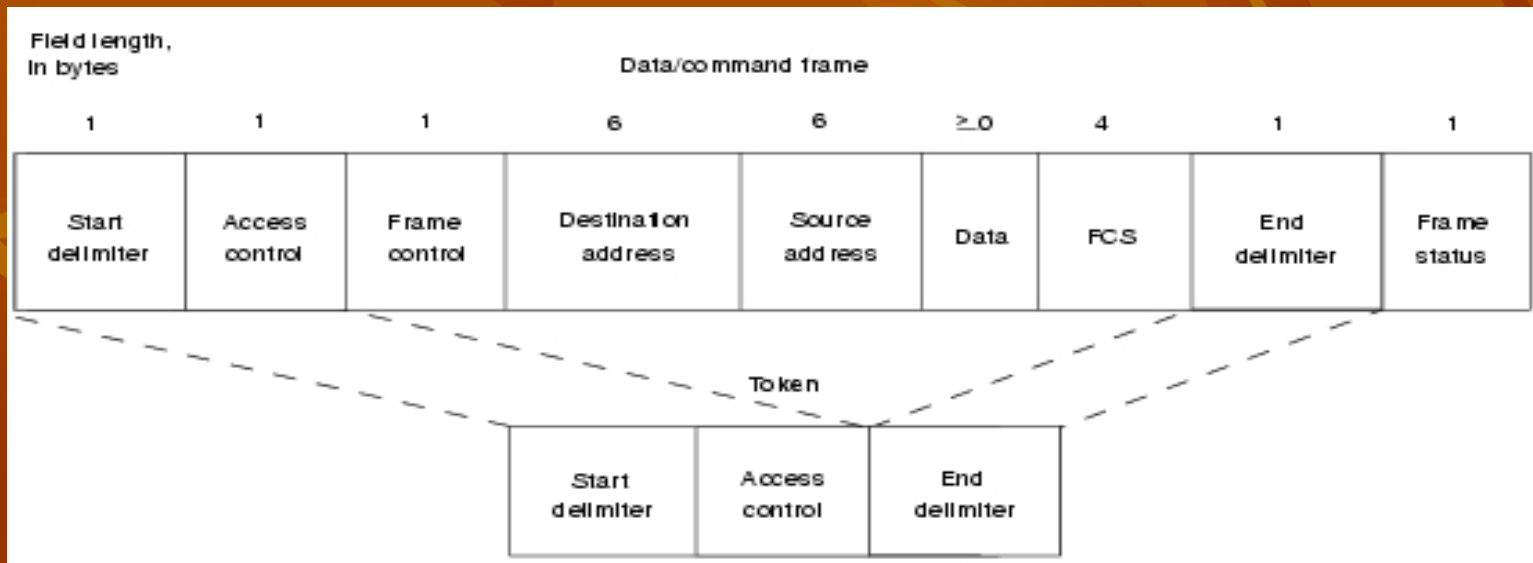 Field length,
In bytes
Data/command frame
1 1 1 6 6 ≥0 4 1 1
Start
delimiter
Access
control
Frame
control
Destination
address
Source
address
Data
FCS
End
delimiter
Frame
status
Token
Start
delimiter
Access
control
End
delimiter